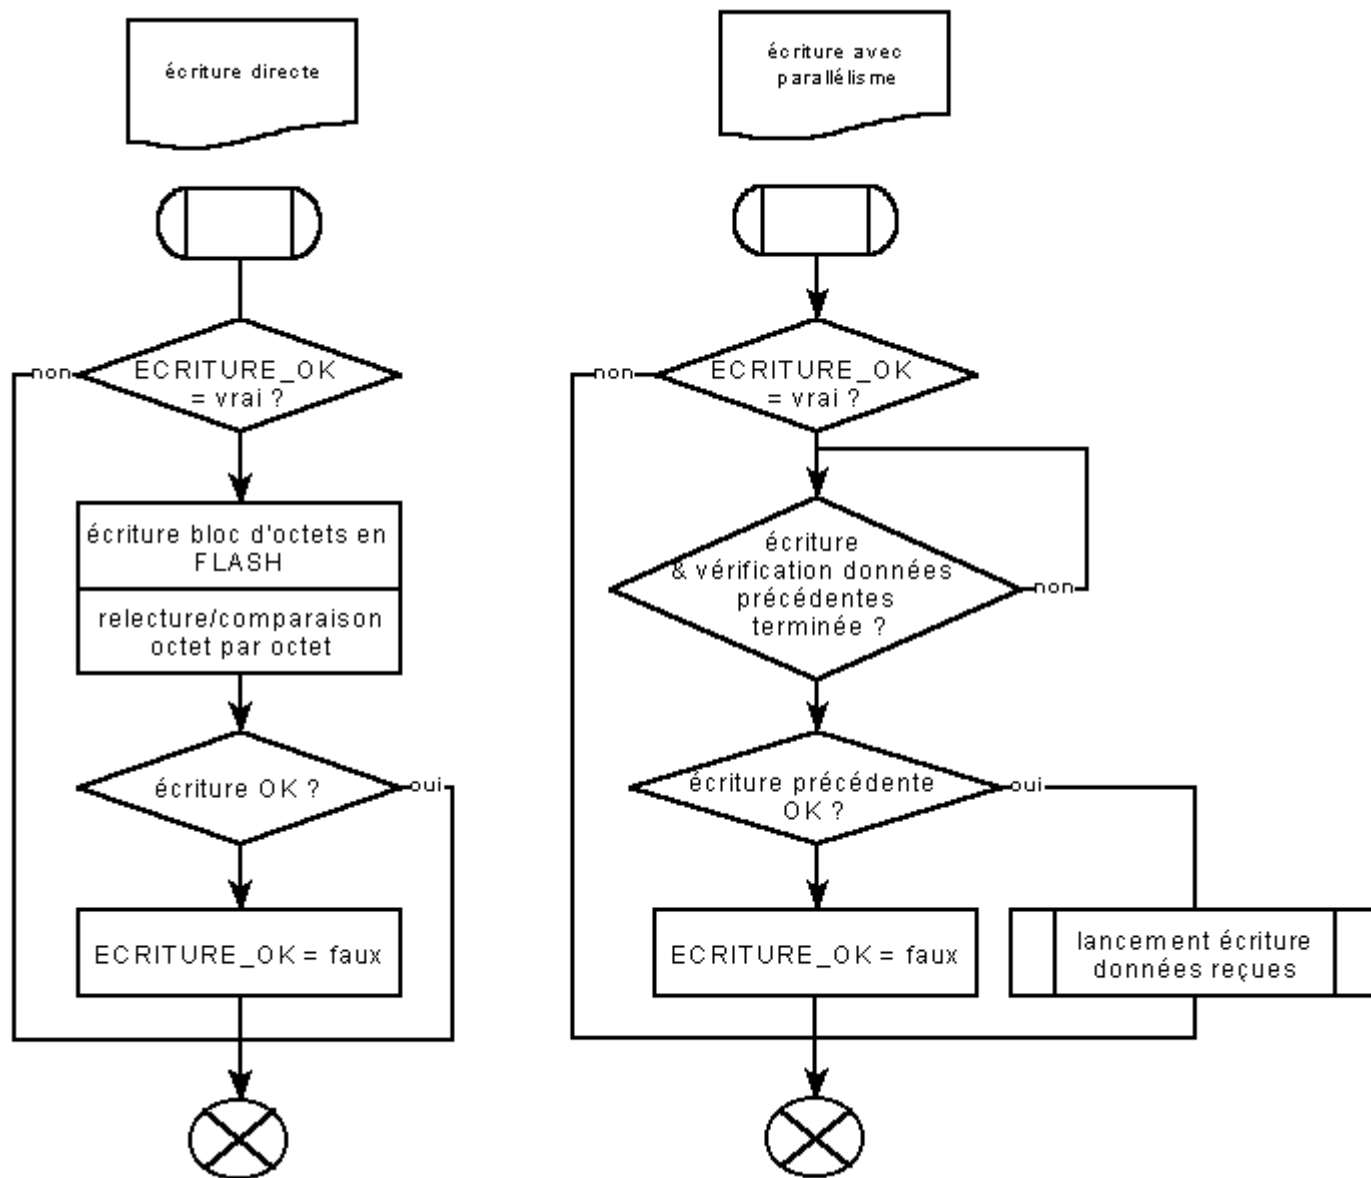 écriture directe
non
ECRITURE_OK
= vrai ?
écriture bloc d'octets en
FLASH
relecture/comparaison
octet par octet
écriture OK ?
oui
ECRITURE_OK = faux
écriture avec
parallélisme
non
ECRITURE_OK
= vrai ?
écriture
& vérification données
précédentes
terminée ?
non
écriture précédente
OK ?
oui
ECRITURE_OK = faux
lancement écriture
données reçues